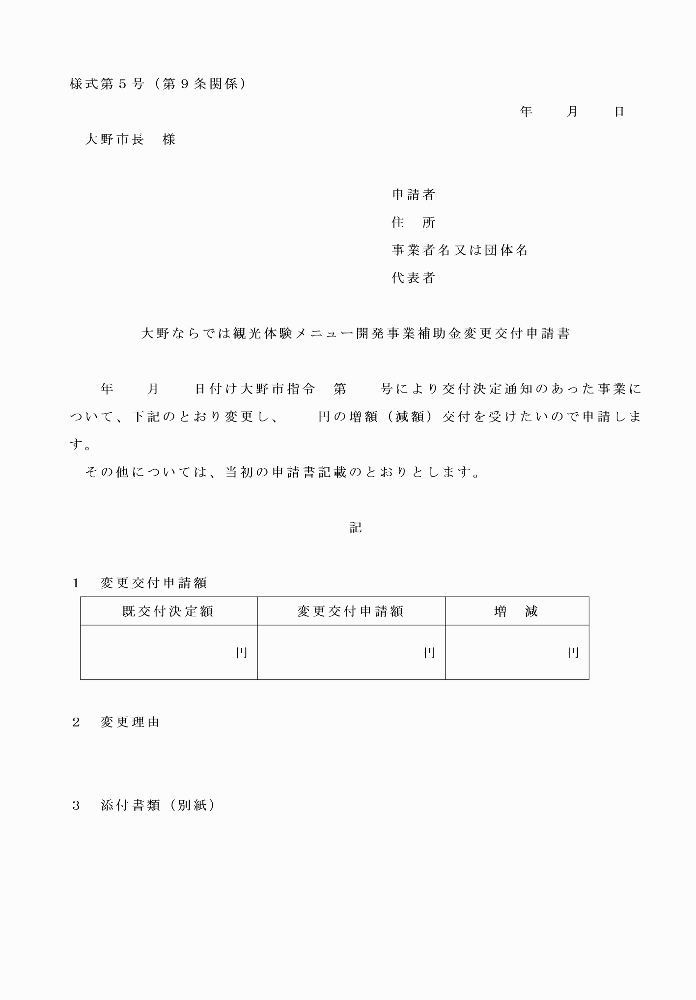 様式第５号（第９条関係）
年　　月　　日
大野市長　様
申請者
住　所
事業者名又は団体名
代表者
大野ならでは観光体験メニュー開発事業補助金変更交付申請書
年　　月　　日付け大野市指令　第　　号により交付決定通知のあった事業に
ついて、下記のとおり変更し、　　円の増額（減額）交付を受けたいので申請しま
す。
その他については、当初の申請書記載のとおりとします。
記
１　変更交付申請額
既交付決定額　変更交付申請額　増　減
円　円　円
２　変更理由
３　添付書類（別紙）